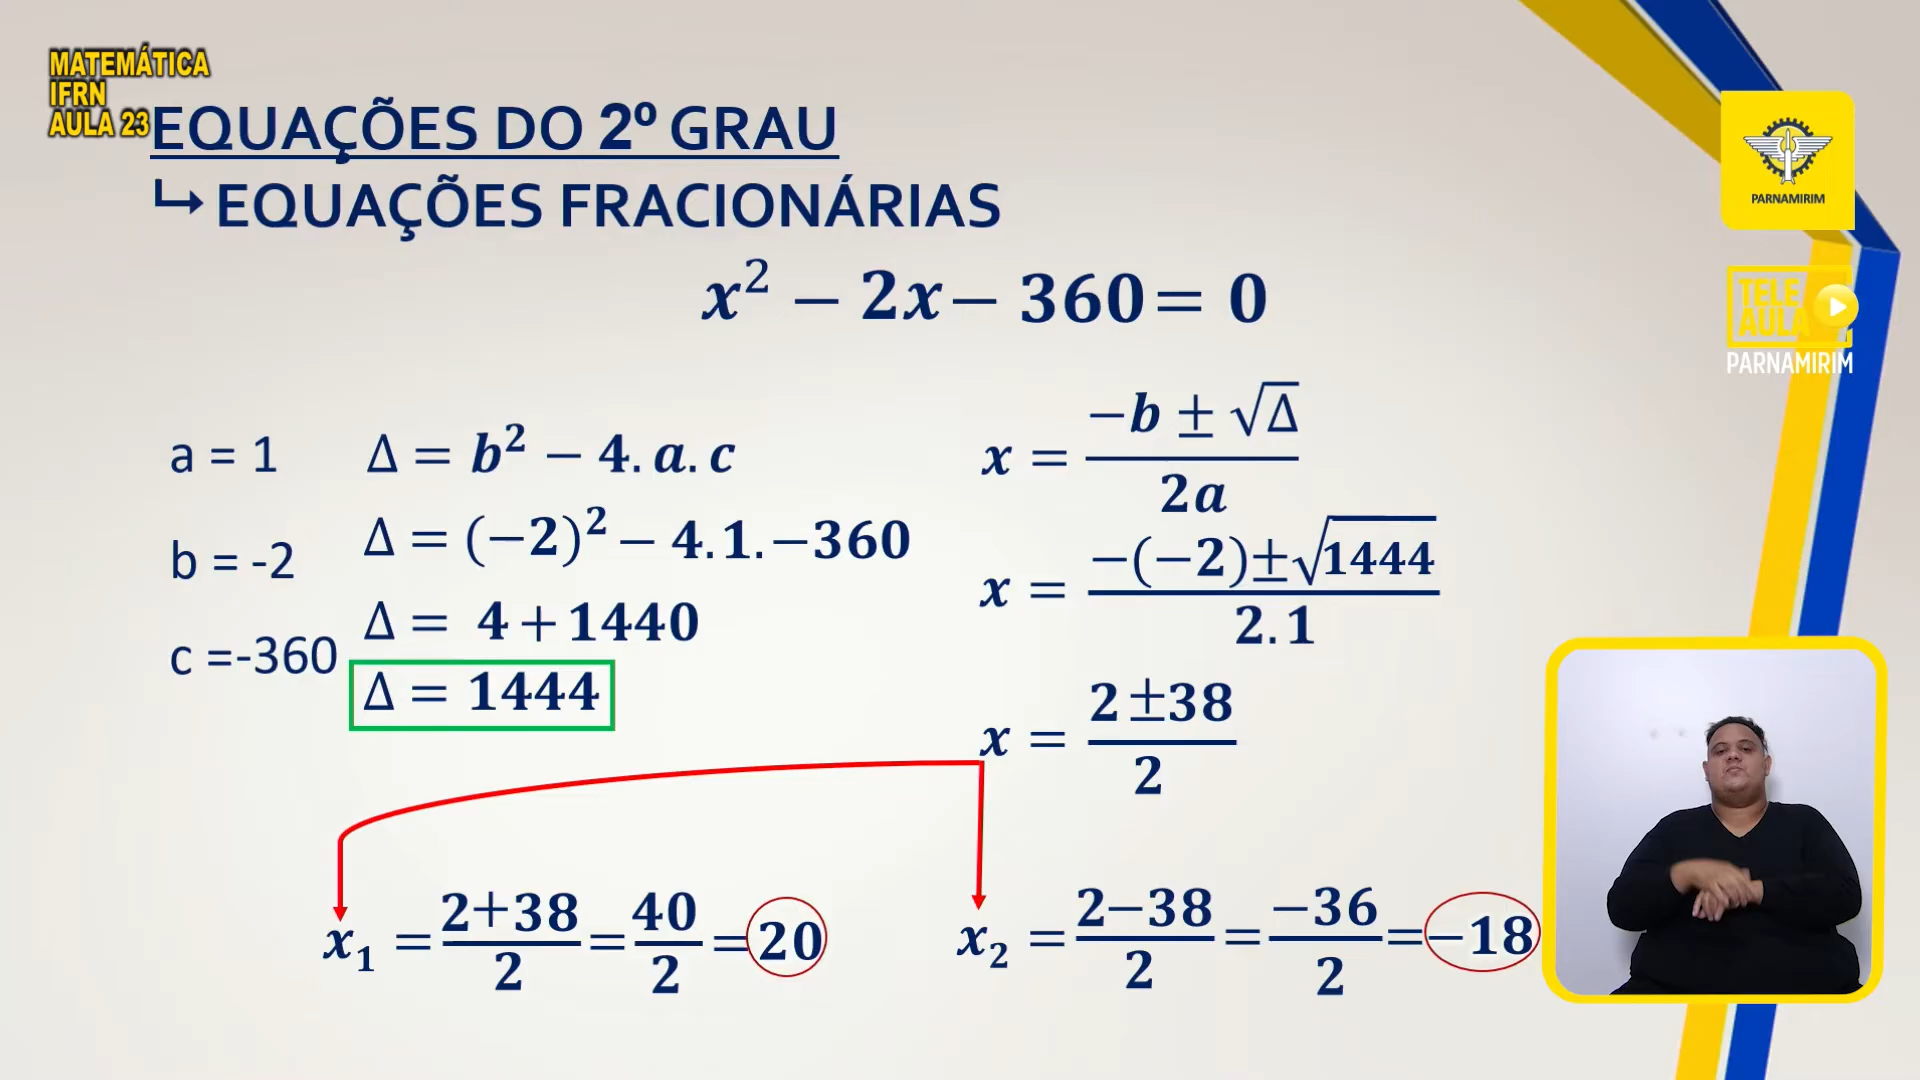 MATEMÁTICA
IFRN
AULA 23
EQUAÇÕES DO 2º GRAU
↳ EQUAÇÕES FRACIONÁRIAS
x² − 2x − 360 = 0
a = 1
b = -2
c =-360
Δ = b² − 4.a.c
Δ = (−2)² − 4.1.−360
Δ = 4 + 1440
Δ = 1444
x = (−b ± √Δ)/2a
x = (−(−2)±√1444)/2.1
x = (2 ±38)/2
x₁ = (2+38)/2 = 40/2 = 20
x₂ = (2−38)/2 = −36/2 = −18
PARNAMIRIM
TELE
AULA
PARNAMIRIM